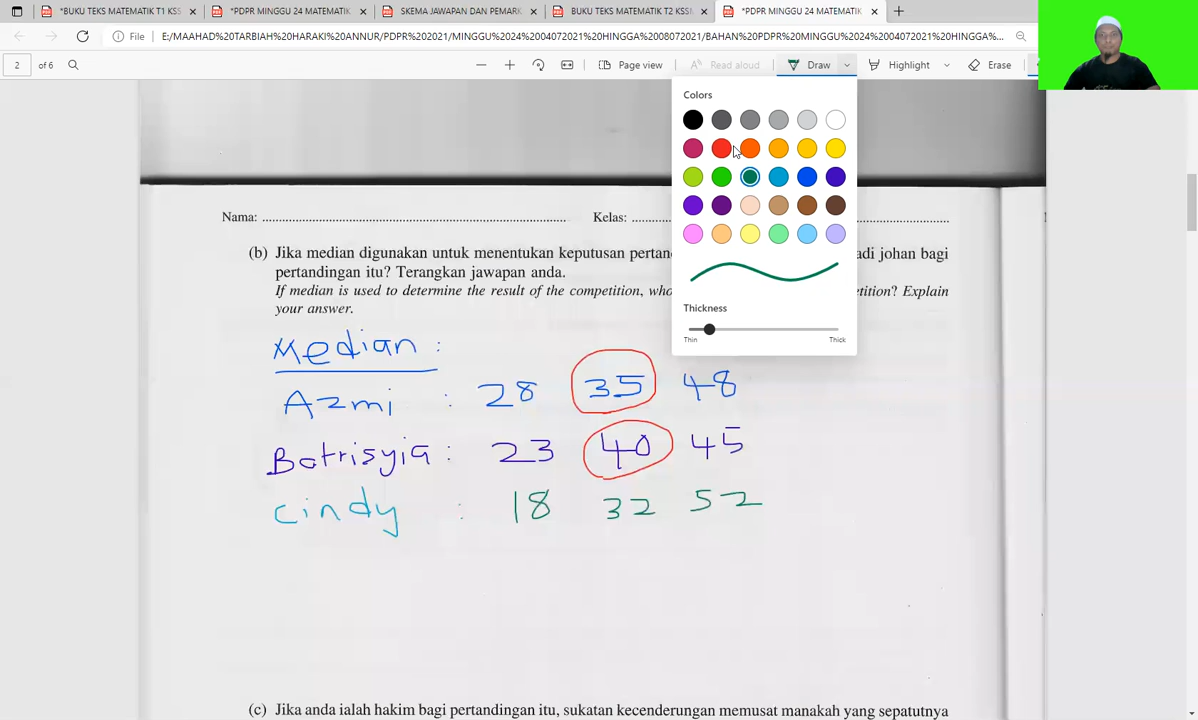 *BUKU TEKS MATEMATIK T1 KSS
*PDPR MINGGU 24 MATEMATIK
SKEMA JAWAPAN DAN PEMARK
BUKU TEKS MATEMATIK T2 KSSM
*PDPR MINGGU 24 MATEMATIK
File
E:/MAAHAD%20TARBIAH%20HARAKI%20ANNUR/PDPR%202021/MINGGU%2024%2004072021%20HINGGA%2008072021/BAHAN%20PDPR%20MINGGU%2024%2004072021%20HINGGA%...
2 of 6
Page view
Read aloud
Draw
Highlight
Erase
Colors
Thickness
Thin
Thick
Nama:
Kelas:
(b) Jika median digunakan untuk menentukan keputusan pertan adi johan bagi
pertandingan itu? Terangkan jawapan anda.
If median is used to determine the result of the competition, who etition? Explain
your answer.
Median :
Azmi : 28 35 48
Batrisyia : 23 40 45
Cindy : 18 32 52
(c) Jika anda ialah hakim bagi pertandingan itu, sukatan kecenderungan memusat manakah yang sepatutnya